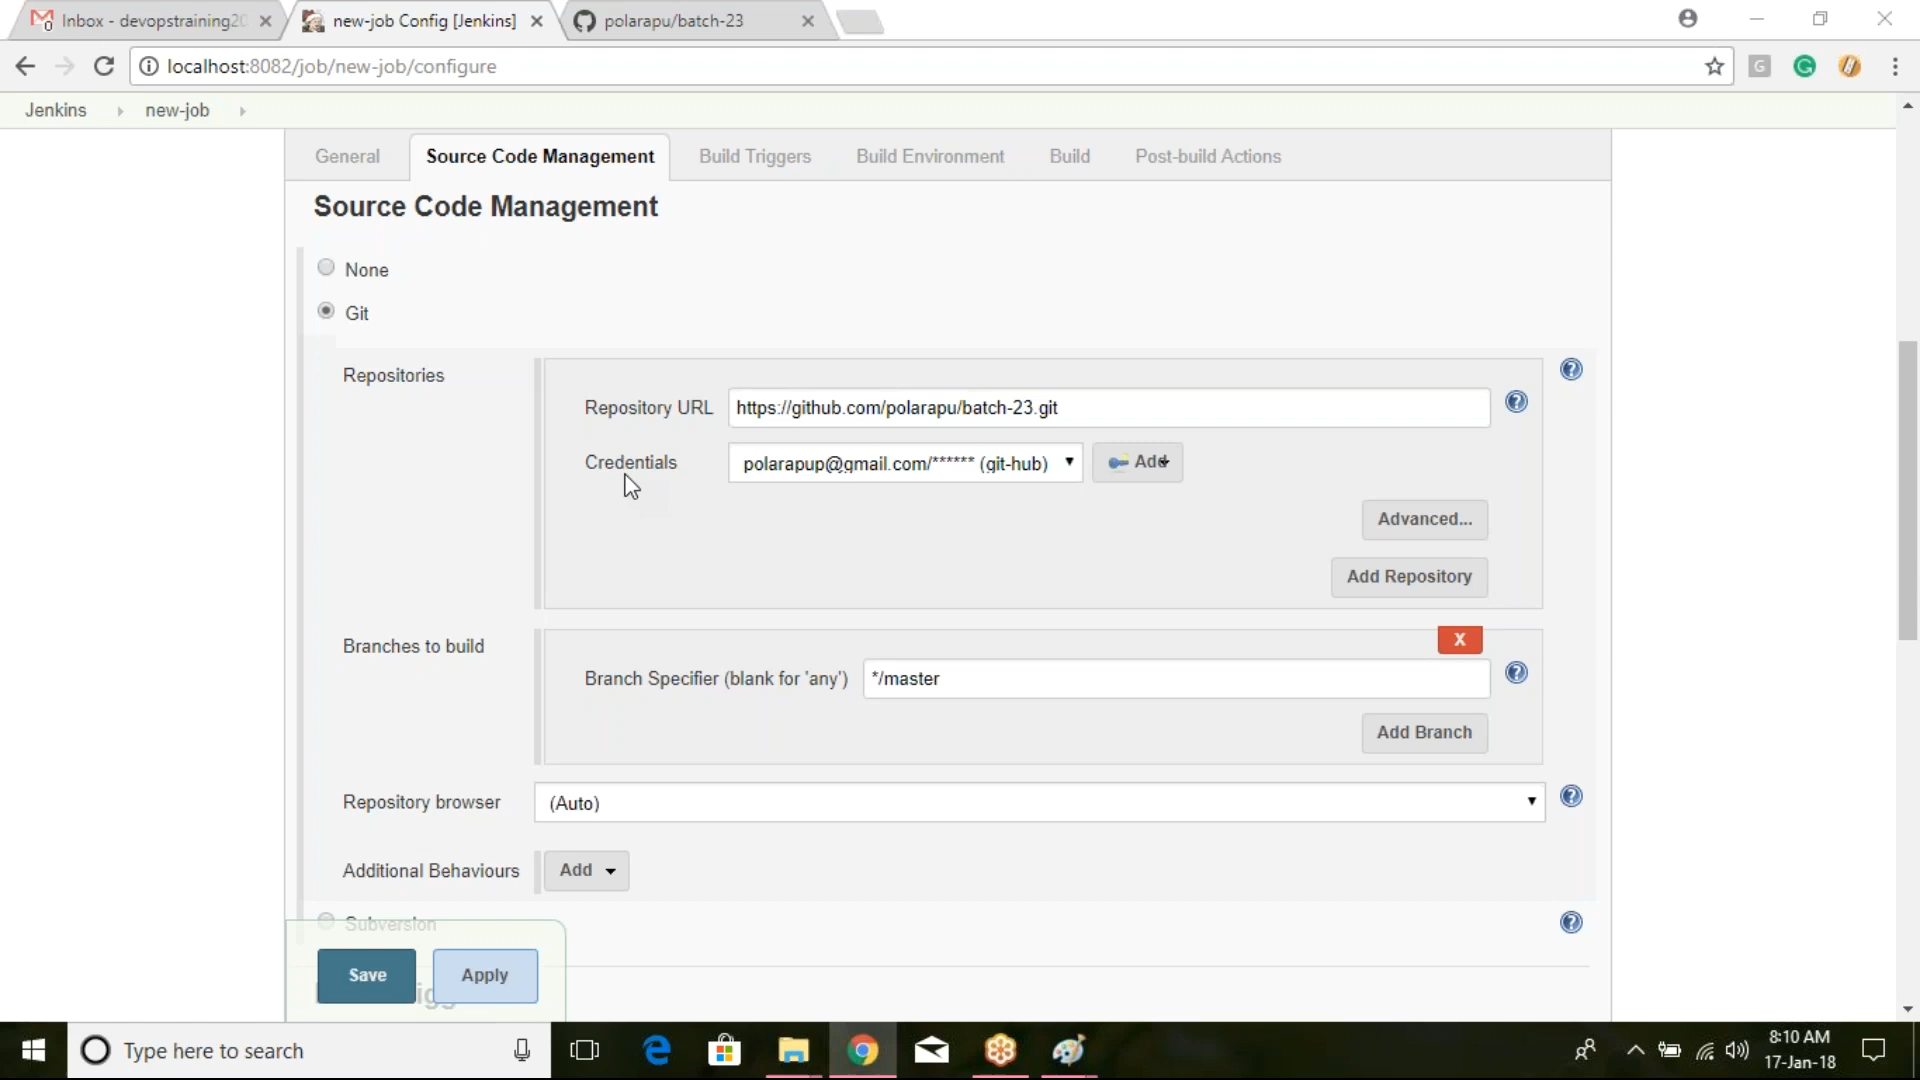 Inbox - devopstraining20
new-job Config [Jenkins]
polarapu/batch-23
localhost:8082/job/new-job/configure
Jenkins
new-job
General
Source Code Management
Build Triggers
Build Environment
Build
Post-build Actions
Source Code Management
None
Git
Repositories
Repository URL
https://github.com/polarapu/batch-23.git
Credentials
polarapup@gmail.com/****** (git-hub)
Add
Advanced...
Add Repository
Branches to build
X
Branch Specifier (blank for 'any')
*/master
Add Branch
Repository browser
(Auto)
Additional Behaviours
Add
Subversion
Save
Apply
Type here to search
8:10 AM
17-Jan-18